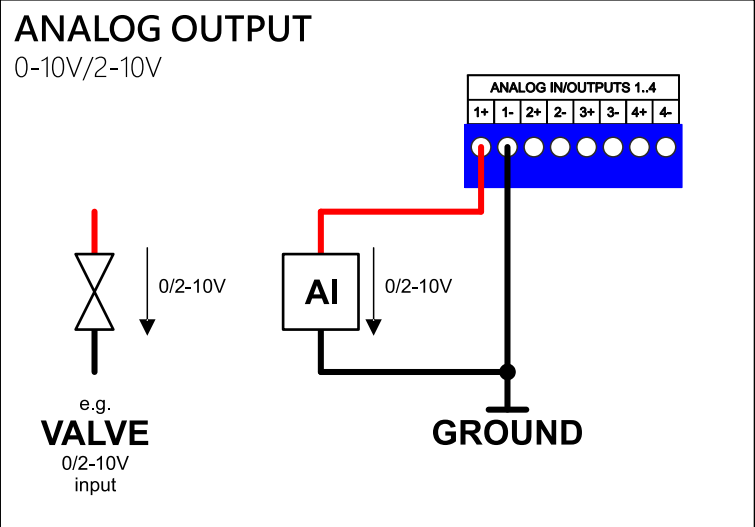 ANALOG OUTPUT
0-10V/2-10V
ANALOG IN/OUTPUTS 1..4
1+ 1- 2+ 2- 3+ 3- 4+ 4-
0/2-10V
AI
0/2-10V
e.g.
VALVE
0/2-10V
input
GROUND